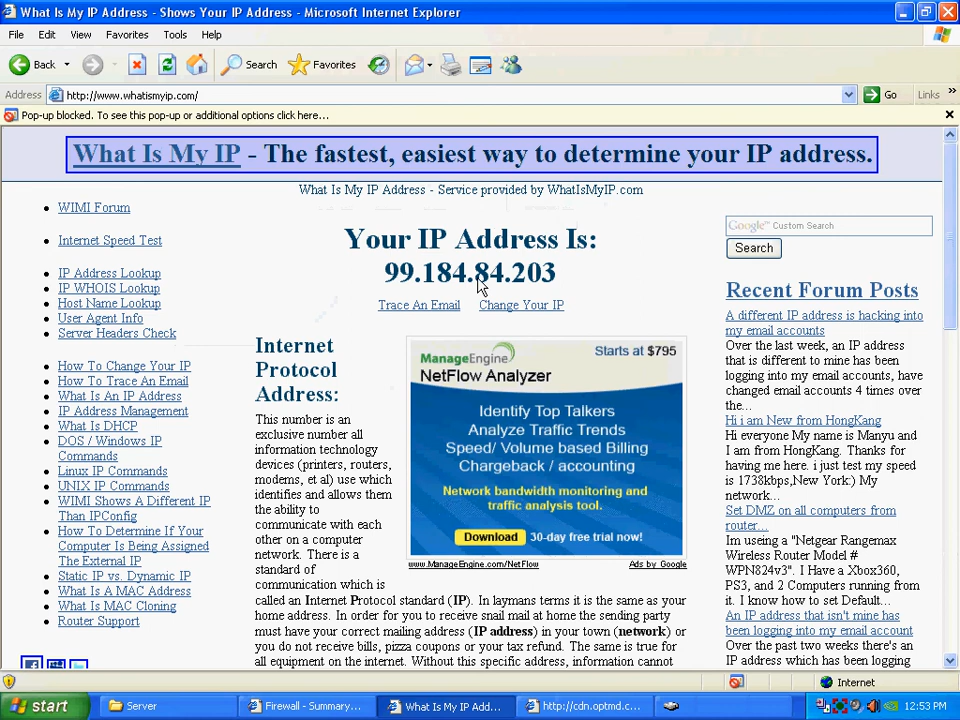 What Is My IP Address - Shows Your IP Address - Microsoft Internet Explorer
File Edit View Favorites Tools Help
Back Search Favorites
Address http://www.whatismyip.com/ Go Links »
Pop-up blocked. To see this pop-up or additional options click here...
What Is My IP - The fastest, easiest way to determine your IP address.
What Is My IP Address - Service provided by WhatIsMyIP.com
WIMI Forum
Internet Speed Test
IP Address Lookup
IP WHOIS Lookup
Host Name Lookup
User Agent Info
Server Headers Check
How To Change Your IP
How To Trace An Email
What Is An IP Address
IP Address Management
What Is DHCP
DOS / Windows IP
Commands
Linux IP Commands
UNIX IP Commands
WIMI Shows A Different IP
Than IPConfig
How To Determine If Your
Computer Is Being Assigned
The External IP
Static IP vs. Dynamic IP
What Is A MAC Address
What Is MAC Cloning
Router Support
Your IP Address Is:
99.184.84.203
Trace An Email Change Your IP
Internet
Protocol
Address:
This number is an
exclusive number all
information technology
devices (printers, routers,
modems, et al) use which
identifies and allows them
the ability to
communicate with each
other on a computer
network. There is a
standard of
communication which is
called an Internet Protocol standard (IP). In laymans terms it is the same as your
home address. In order for you to receive snail mail at home the sending party
must have your correct mailing address (IP address) in your town (network) or
you do not receive bills, pizza coupons or your tax refund. The same is true for
all equipment on the internet. Without this specific address, information cannot
ManageEngine
NetFlow Analyzer
Starts at $795
Identify Top Talkers
Analyze Traffic Trends
Speed/ Volume based Billing
Chargeback / accounting
Network bandwidth monitoring and
traffic analysis tool.
Download 30-day free trial now!
www.ManageEngine.com/NetFlow Ads by Google
Google Custom Search
Search
Recent Forum Posts
A different IP address is hacking into
my email accounts
Over the last week, an IP address
that is different to mine has been
logging into my email accounts, have
changed email accounts 4 times over
the...
Hi i am New from HongKang
Hi everyone My name is Manyu and
I am from HongKang. Thanks for
having me here. i just test my speed
is 1738kbps,New York:) My
network...
Set DMZ on all computers from
router...
Im using a "Netgear Rangemax
Wireless Router Model #
WPN824v3". I Have a Xbox360,
PS3, and 2 Computers running from
it. I know how to set Default...
An IP address that isn't mine has
been logging into my email account
Over the past two weeks there's an
IP address which has been logging
Internet
start Server Firewall - Summary... What Is My IP Add... http://cdn.optmd.c... 12:53 PM